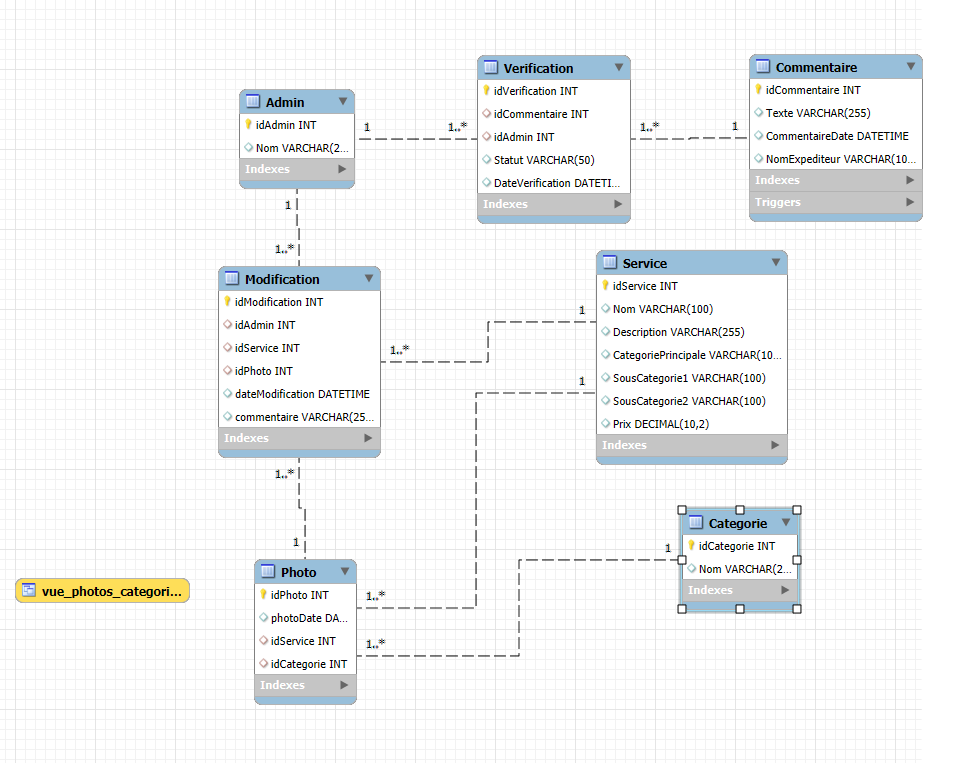 Verification
idVerification INT
idCommentaire INT
idAdmin INT
Statut VARCHAR(50)
DateVerification DATETI...
Indexes
Commentaire
idCommentaire INT
Texte VARCHAR(255)
CommentaireDate DATETIME
NomExpediteur VARCHAR(10...
Indexes
Triggers
Admin
idAdmin INT
Nom VARCHAR(2...
Indexes
1
1..*
1..*
1
1
1..*
Modification
idModification INT
idAdmin INT
idService INT
idPhoto INT
dateModification DATETIME
commentaire VARCHAR(25...
Indexes
Service
idService INT
Nom VARCHAR(100)
Description VARCHAR(255)
CategoriePrincipale VARCHAR(10...
SousCategorie1 VARCHAR(100)
SousCategorie2 VARCHAR(100)
Prix DECIMAL(10,2)
Indexes
1
1..*
1
1..*
1
Categorie
idCategorie INT
Nom VARCHAR(2...
Indexes
1
Photo
idPhoto INT
photoDate DA...
idService INT
idCategorie INT
Indexes
1..*
1..*
vue_photos_categori...